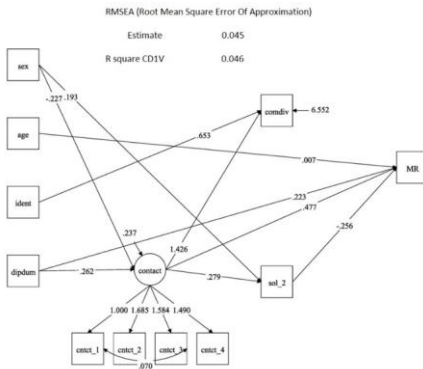 RMSEA (Root Mean Square Error Of Approximation)
Estimate 0.045
R square CD1V 0.046
sex
-.227
.193
comdiv
6.552
age
.653
.007
MR
ident
.223
.477
.237
1.426
-.256
dipdum
.262
contact
.279
sol_2
1.000 1.685 1.584 1.490
cntct_1 cntct_2 cntct_3 cntct_4
.070